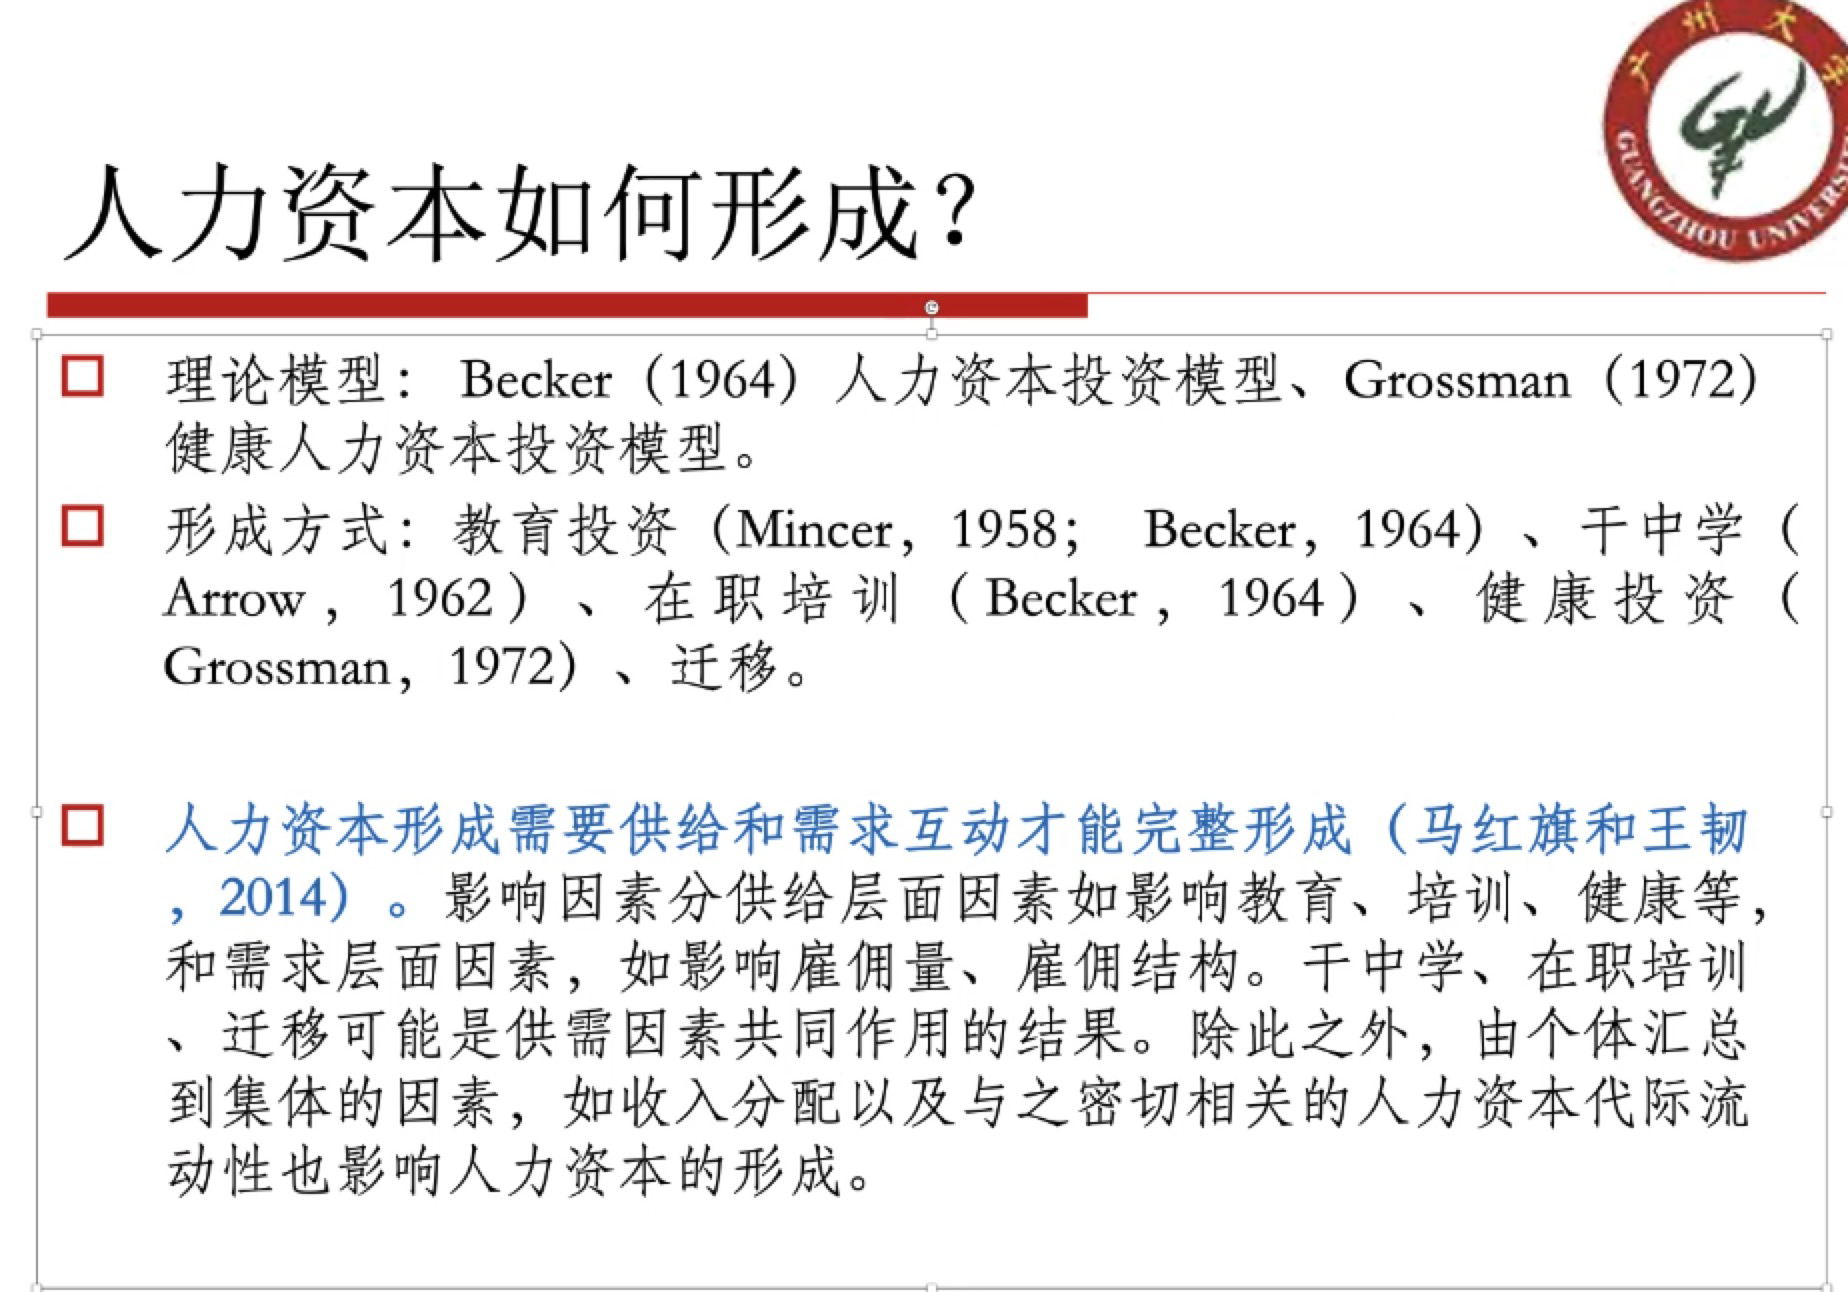 广州大学
GUANGZHOU UNIVERSI
人力资本如何形成？
理论模型： Becker（1964）人力资本投资模型、Grossman（1972）
健康人力资本投资模型。
形成方式：教育投资（Mincer，1958； Becker，1964）、干中学（
Arrow，1962）、在职培训（Becker，1964）、健康投资（
Grossman，1972）、迁移。
人力资本形成需要供给和需求互动才能完整形成（马红旗和王韧
，2014）。影响因素分供给层面因素如影响教育、培训、健康等，
和需求层面因素，如影响雇佣量、雇佣结构。干中学、在职培训
、迁移可能是供需因素共同作用的结果。除此之外，由个体汇总
到集体的因素，如收入分配以及与之密切相关的人力资本代际流
动性也影响人力资本的形成。